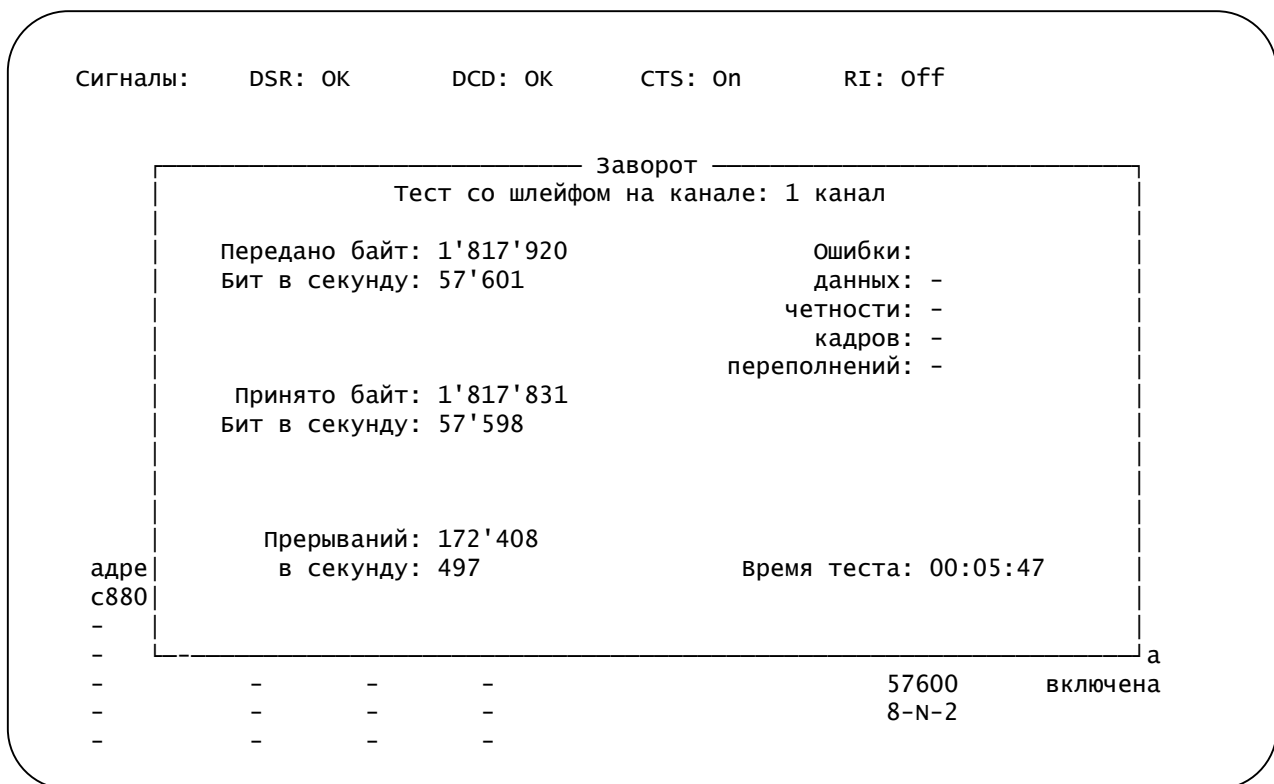 Сигналы: DSR: OK DCD: OK CTS: On RI: Off
Заворот
Тест со шлейфом на канале: 1 канал
Передано байт: 1'817'920 Ошибки:
Бит в секунду: 57'601 данных: -
четности: -
кадров: -
переполнений: -
Принято байт: 1'817'831
Бит в секунду: 57'598
Прерываний: 172'408
адре в секунду: 497 Время теста: 00:05:47
c880
-
- - а
- - - - 57600 включена
- - - - 8-N-2
- - - -